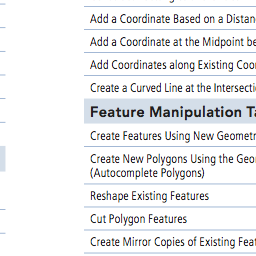 Add a Coordinate Based on a Distan
Add a Coordinate at the Midpoint be
Add Coordinates along Existing Coor
Create a Curved Line at the Intersecti
Feature Manipulation Ta
Create Features Using New Geometr
Create New Polygons Using the Geo
(Autocomplete Polygons)
Reshape Existing Features
Cut Polygon Features
Create Mirror Copies of Existing Feat